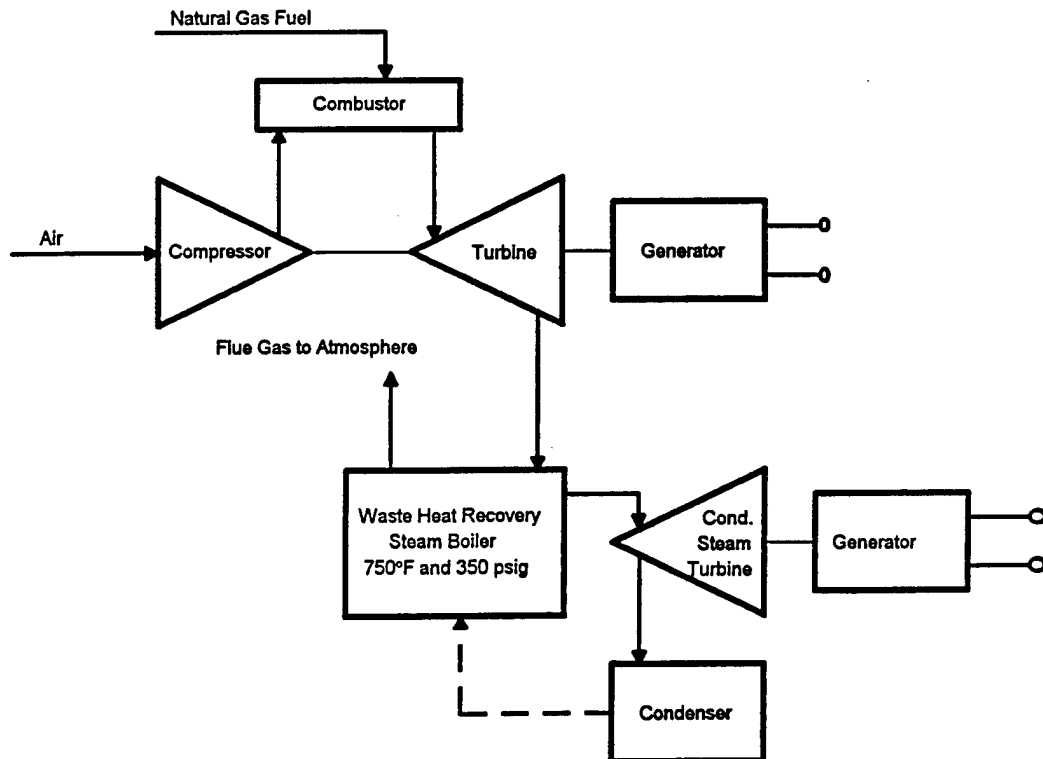 Natural Gas Fuel
Combustor
Air
Compressor
Turbine
Generator
Flue Gas to Atmosphere
Waste Heat Recovery
Steam Boiler
750°F and 350 psig
Cond.
Steam
Turbine
Generator
Condenser